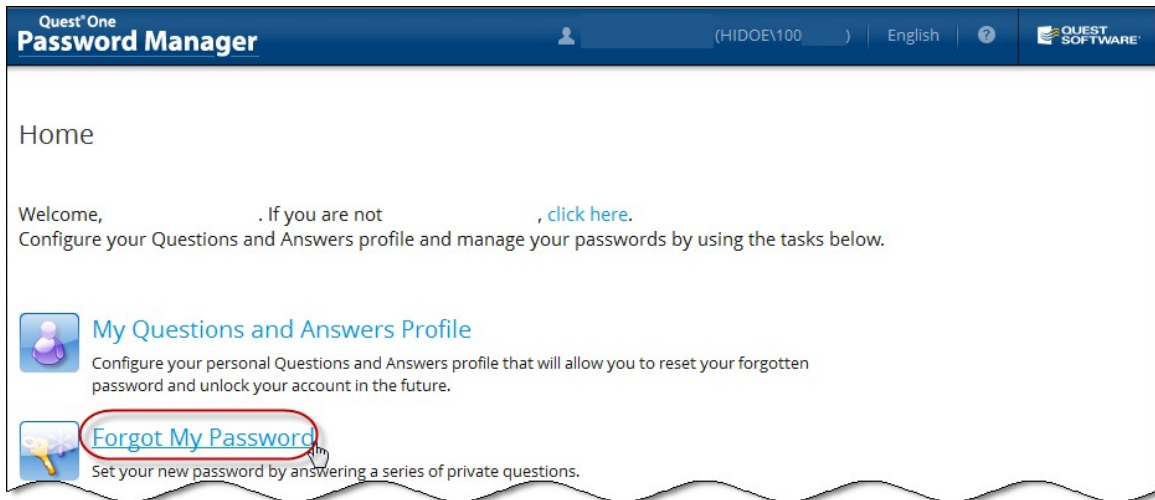 Quest® One
Password Manager
(HIDOE\100 )
English
?
QUEST SOFTWARE®
Home
Welcome, . If you are not , click here.
Configure your Questions and Answers profile and manage your passwords by using the tasks below.
My Questions and Answers Profile
Configure your personal Questions and Answers profile that will allow you to reset your forgotten
password and unlock your account in the future.
Forgot My Password
Set your new password by answering a series of private questions.